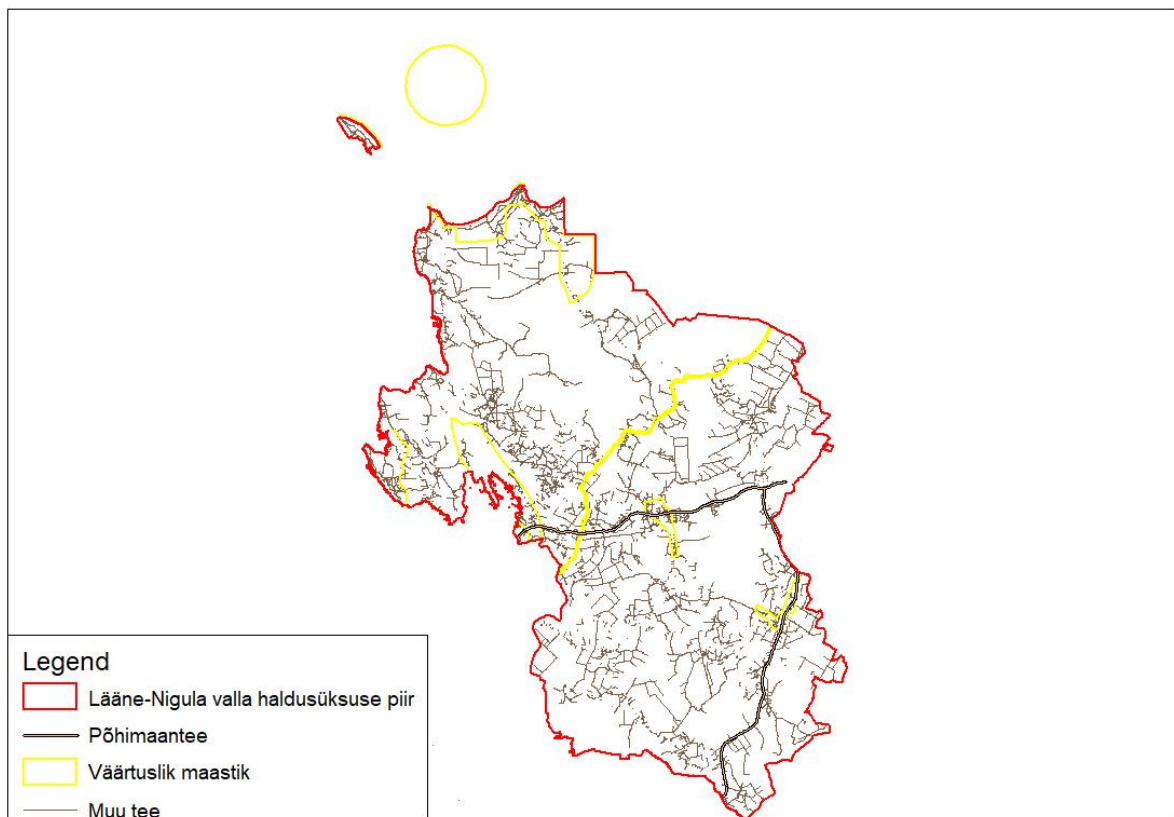 Legend
Lääne-Nigula valla haldusüksuse piir
Põhimaantee
Väärtuslik maastik
Muu tee